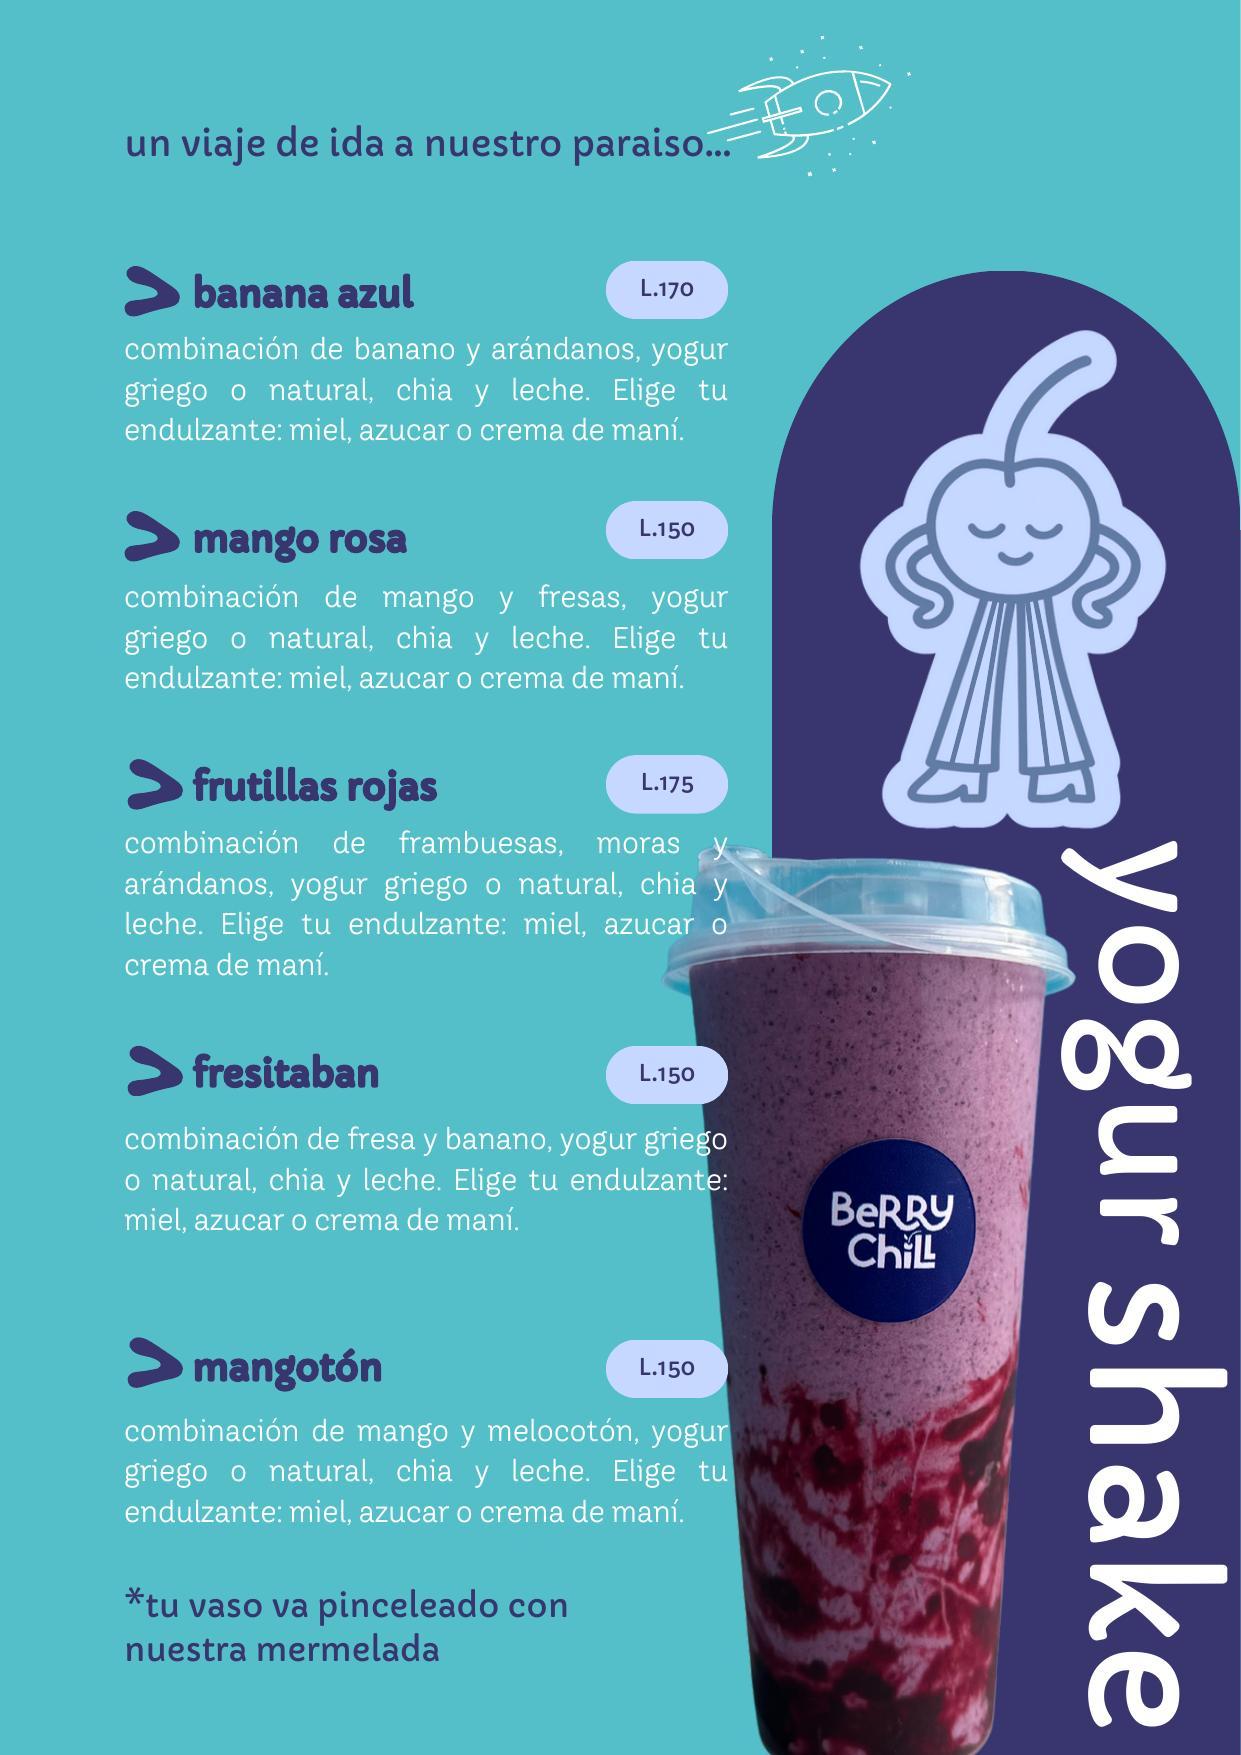 un viaje de ida a nuestro paraiso...
banana azul
L.170
combinación de banano y arándanos, yogur
griego o natural, chia y leche. Elige tu
endulzante: miel, azucar o crema de maní.
mango rosa
L.150
combinación de mango y fresas, yogur
griego o natural, chia y leche. Elige tu
endulzante: miel, azucar o crema de maní.
frutillas rojas
L.175
combinación de frambuesas, moras y
arándanos, yogur griego o natural, chia y
leche. Elige tu endulzante: miel, azucar o
crema de maní.
fresitaban
L.150
combinación de fresa y banano, yogur griego
o natural, chia y leche. Elige tu endulzante:
miel, azucar o crema de maní.
mangotón
L.150
combinación de mango y melocotón, yogur
griego o natural, chia y leche. Elige tu
endulzante: miel, azucar o crema de maní.
*tu vaso va pinceleado con
nuestra mermelada
BeRRy
ChiLL
yogur shake